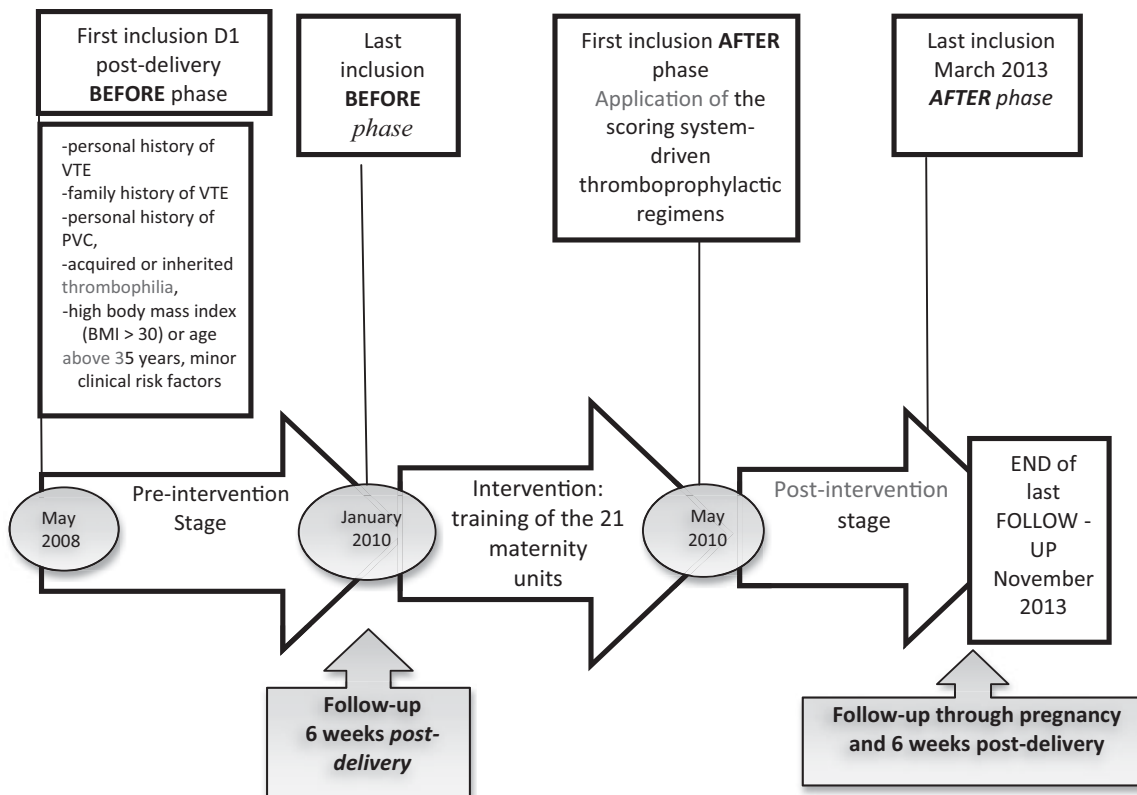 First inclusion D1
post-delivery
BEFORE phase
-personal history of
VTE
-family history of VTE
-personal history of
PVC,
-acquired or inherited
thrombophilia,
-high body mass index
(BMI > 30) or age
above 35 years, minor
clinical risk factors
Last
inclusion
BEFORE
phase
First inclusion AFTER
phase
Application of the
scoring system-
driven
thromboprophylactic
regimens
Last inclusion
March 2013
AFTER phase
May
2008
Pre-intervention
Stage
January
2010
Intervention:
training of the 21
maternity
units
May
2010
Post-intervention
stage
END of
last
FOLLOW -
UP
November
2013
Follow-up
6 weeks post-
delivery
Follow-up through pregnancy
and 6 weeks post-delivery